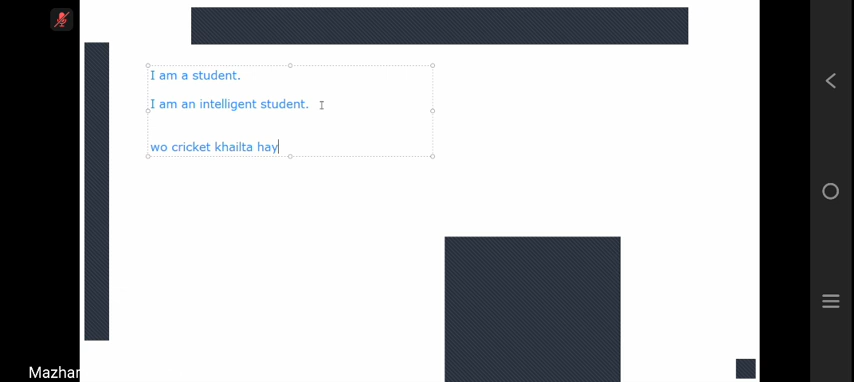 I am a student.
I am an intelligent student.
wo cricket khailta hay
Mazhar